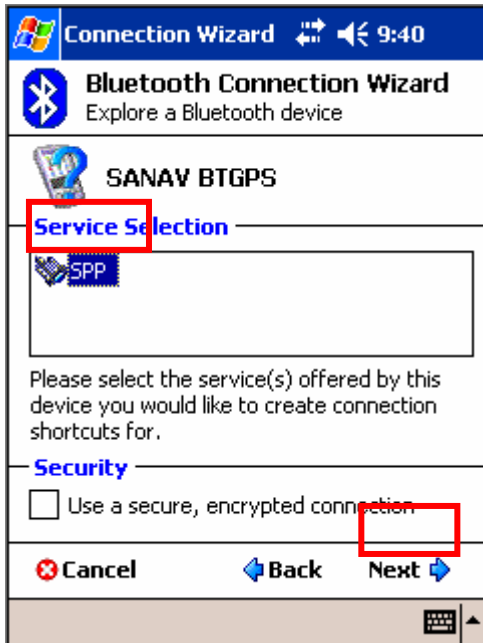 Connection Wizard 9:40
Bluetooth Connection Wizard
Explore a Bluetooth device
SANAV BTGPS
Service Selection
SPP
Please select the service(s) offered by this
device you would like to create connection
shortcuts for.
Security
Use a secure, encrypted connection
Cancel Back Next